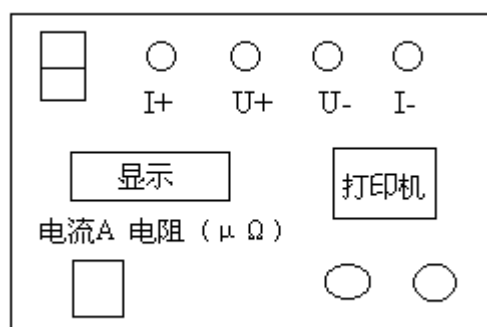 I+ U+ U- I-
显示
打印机
电流A 电阻（μΩ）